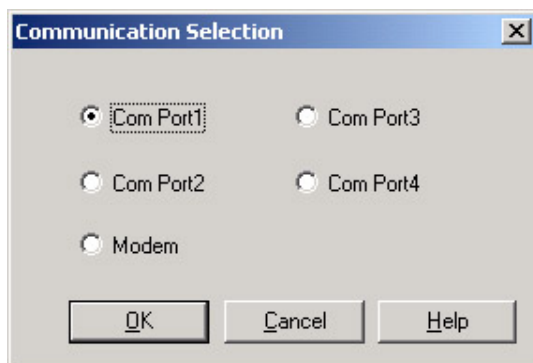 Communication Selection
Com Port1 Com Port3
Com Port2 Com Port4
Modem
OK Cancel Help